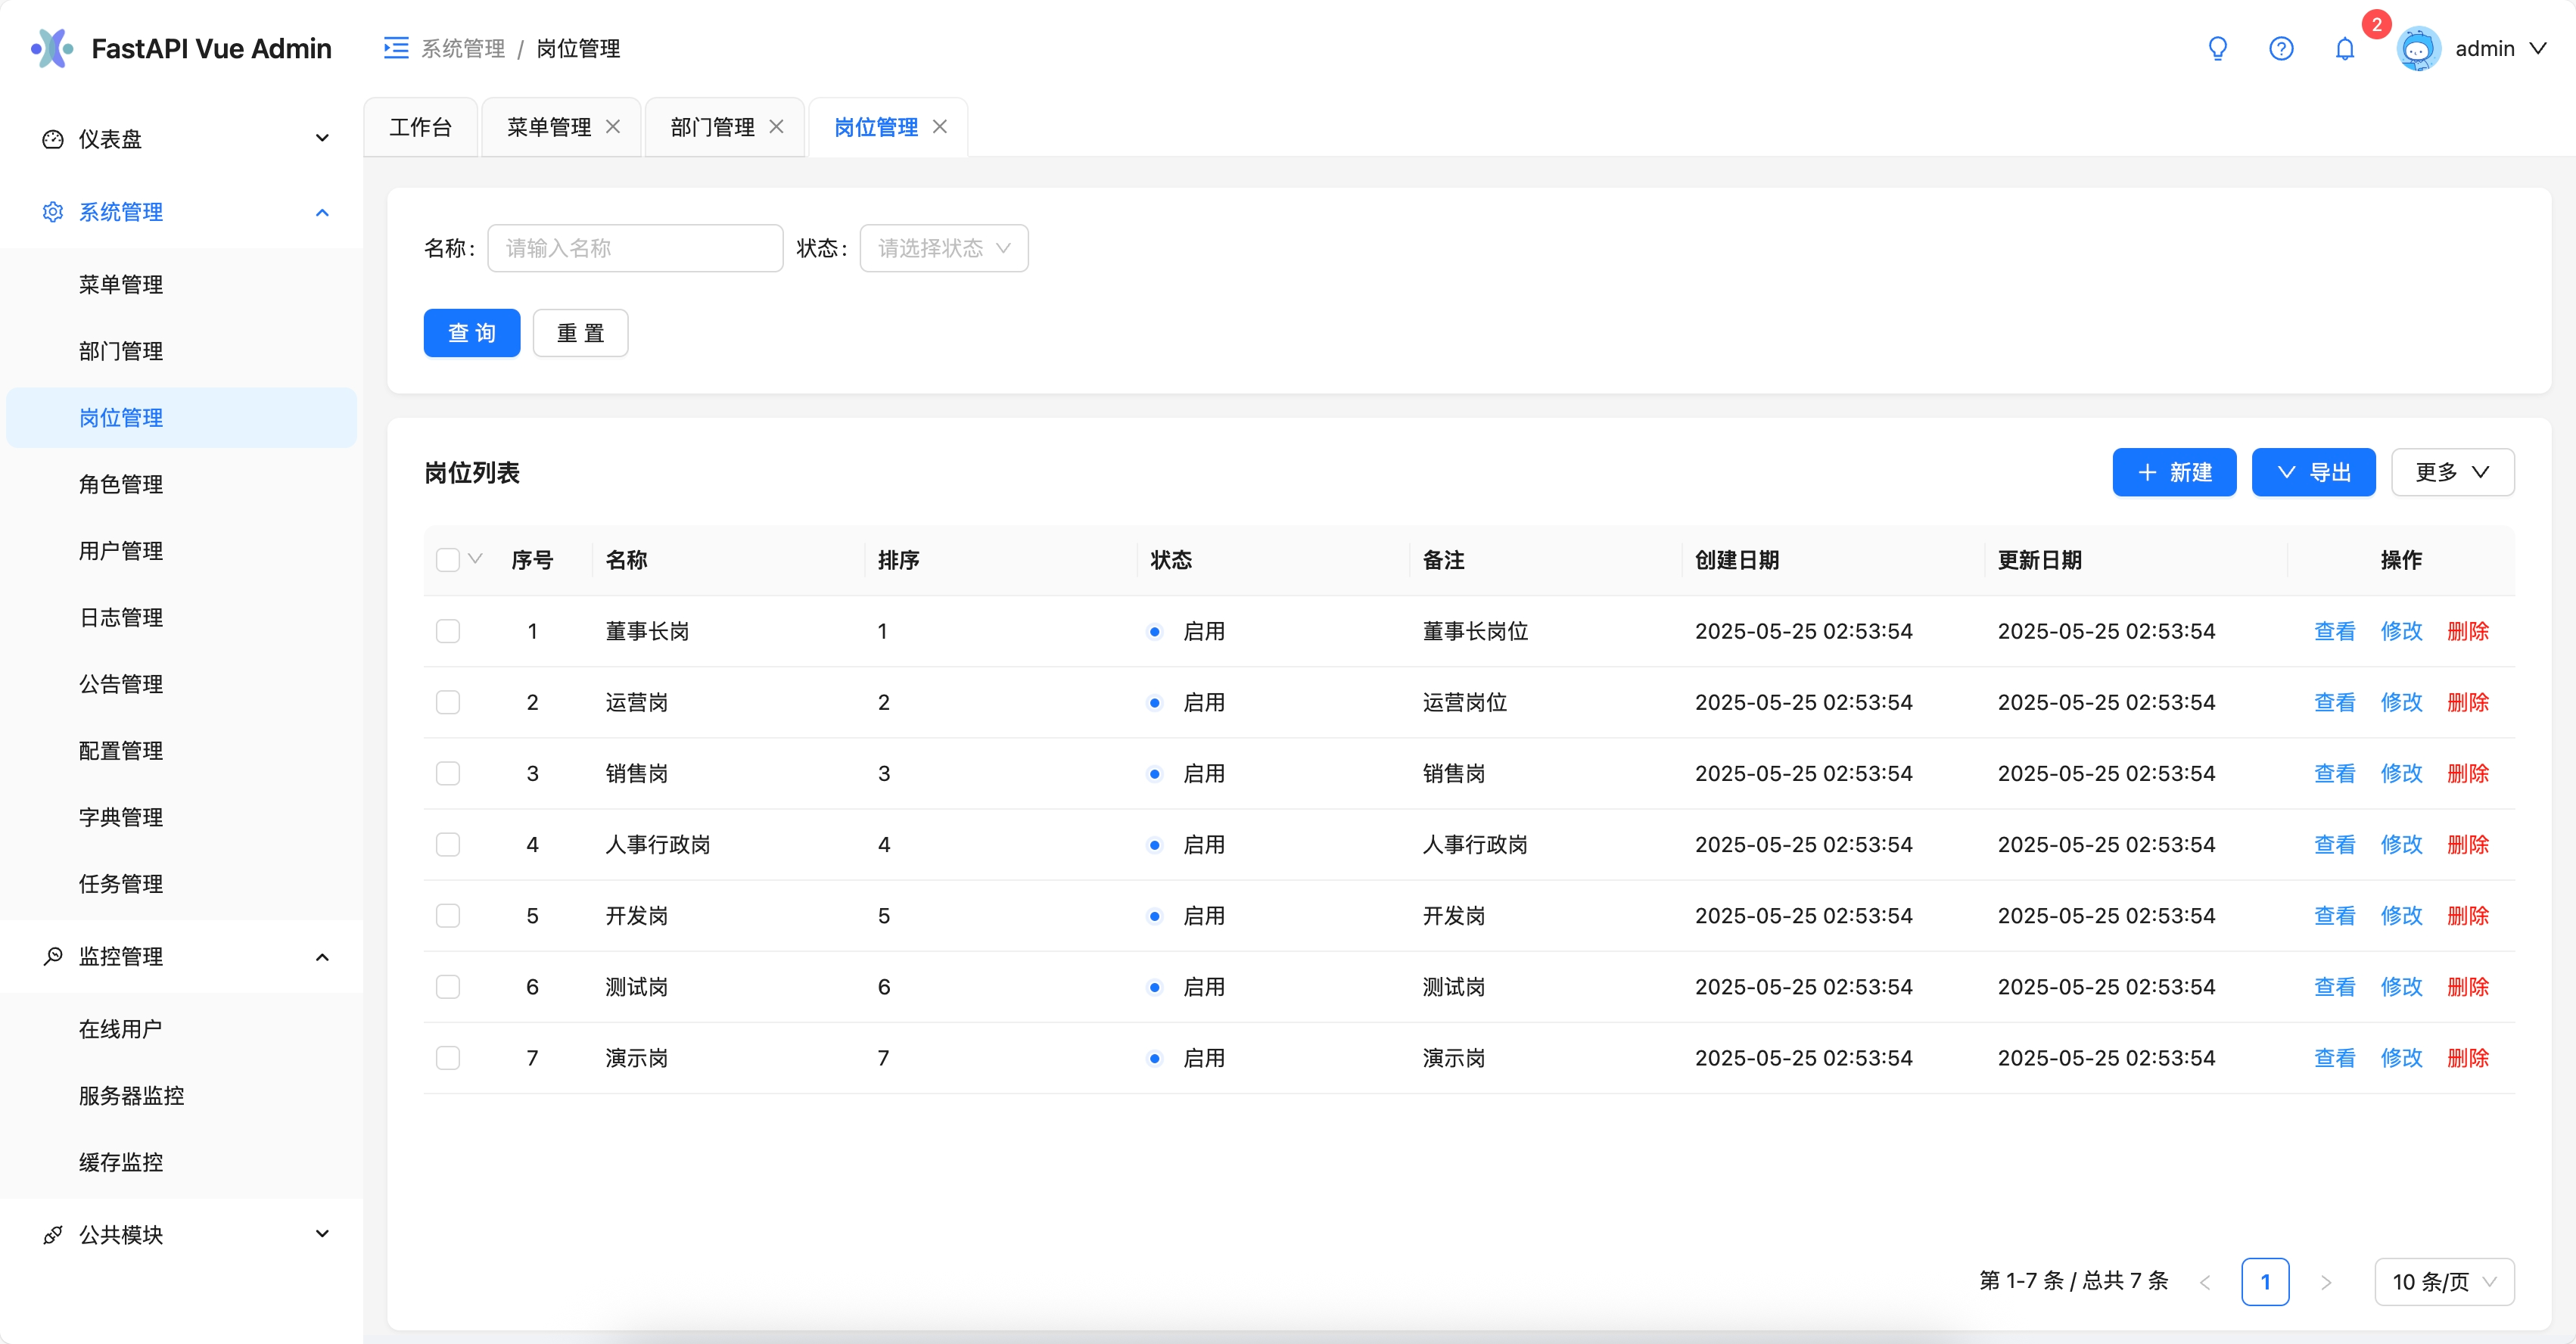 FastAPI Vue Admin
系统管理 / 岗位管理
2
admin
仪表盘
系统管理
菜单管理
部门管理
岗位管理
角色管理
用户管理
日志管理
公告管理
配置管理
字典管理
任务管理
监控管理
在线用户
服务器监控
缓存监控
公共模块
工作台 菜单管理 部门管理 岗位管理
名称: 请输入名称 状态: 请选择状态
查 询 重 置
岗位列表 新建 导出 更多
序号 名称 排序 状态 备注 创建日期 更新日期 操作
1 董事长岗 1 启用 董事长岗位 2025-05-25 02:53:54 2025-05-25 02:53:54 查看 修改 删除
2 运营岗 2 启用 运营岗位 2025-05-25 02:53:54 2025-05-25 02:53:54 查看 修改 删除
3 销售岗 3 启用 销售岗 2025-05-25 02:53:54 2025-05-25 02:53:54 查看 修改 删除
4 人事行政岗 4 启用 人事行政岗 2025-05-25 02:53:54 2025-05-25 02:53:54 查看 修改 删除
5 开发岗 5 启用 开发岗 2025-05-25 02:53:54 2025-05-25 02:53:54 查看 修改 删除
6 测试岗 6 启用 测试岗 2025-05-25 02:53:54 2025-05-25 02:53:54 查看 修改 删除
7 演示岗 7 启用 演示岗 2025-05-25 02:53:54 2025-05-25 02:53:54 查看 修改 删除
第 1-7 条 / 总共 7 条 < 1 > 10 条/页